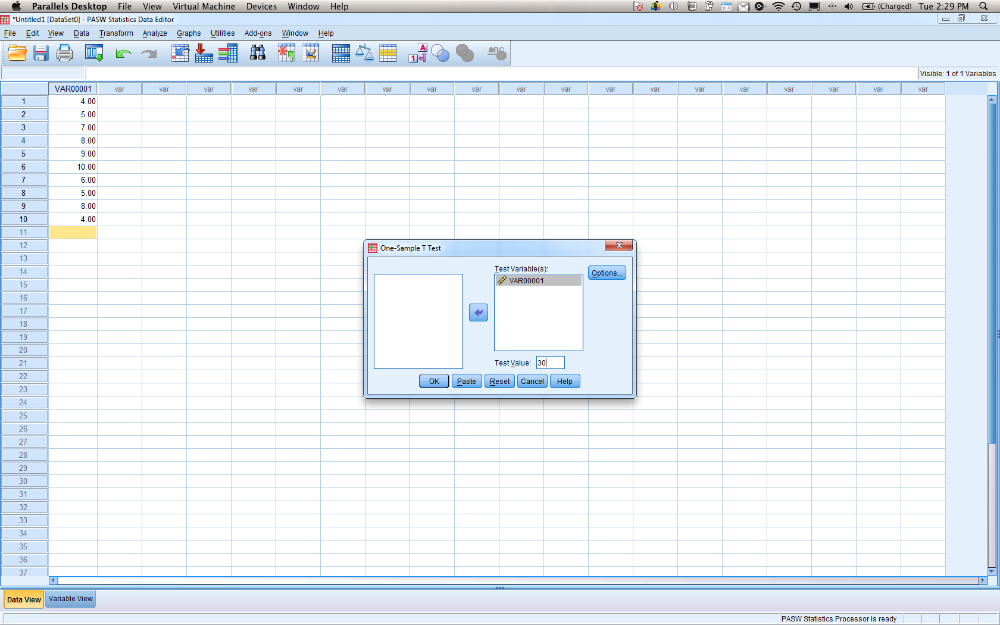 Parallels Desktop File View Virtual Machine Devices Window Help (Charged) Tue 2:29 PM
*Untitled1 [DataSet0] - PASW Statistics Data Editor
File Edit View Data Transform Analyze Graphs Utilities Add-ons Window Help
1 A ABC
Visible: 1 of 1 Variables
VAR00001 var var var var var var var var var var var var var var var var var var var
1 4.00
2 5.00
3 7.00
4 8.00
5 9.00
6 10.00
7 6.00
8 5.00
9 8.00
10 4.00
11
12
13
14
15
16
17
18
19
20
21
22
23
24
25
26
27
28
29
30
31
32
33
34
35
36
37
One-Sample T Test
Test Variable(s):
Options...
VAR00001
Test Value: 30
OK Paste Reset Cancel Help
Data View Variable View
PASW Statistics Processor is ready